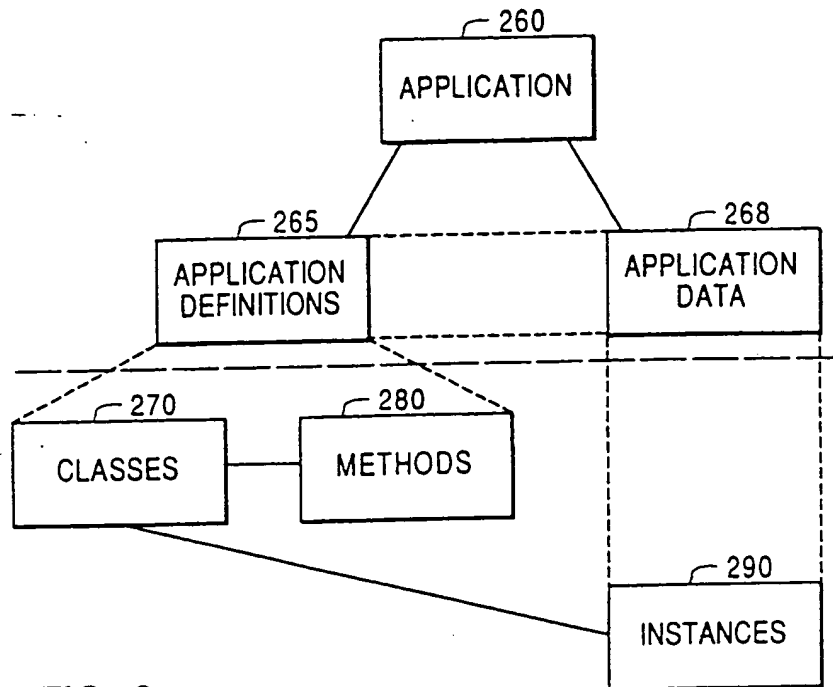 260
APPLICATION
265
APPLICATION
DEFINITIONS
268
APPLICATION
DATA
270
CLASSES
280
METHODS
290
INSTANCES